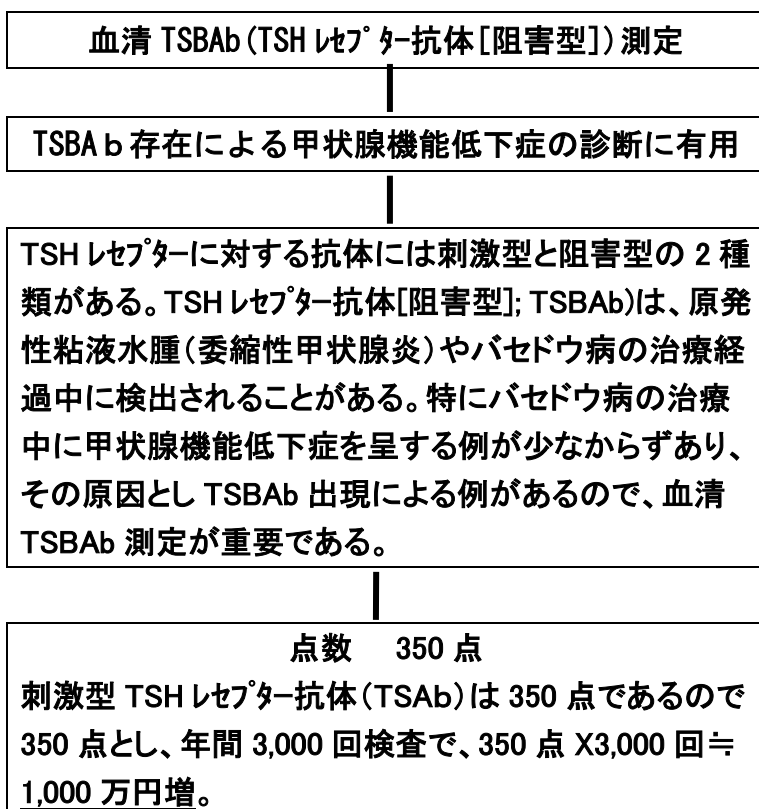 血清 TSBAb(TSH ﾚｾﾌﾟﾀｰ抗体[阻害型])測定
TSBAｂ存在による甲状腺機能低下症の診断に有用
TSH ﾚｾﾌﾟﾀｰに対する抗体には刺激型と阻害型の 2 種
類がある。TSH ﾚｾﾌﾟﾀｰ抗体[阻害型]; TSBAb)は、原発
性粘液水腫（委縮性甲状腺炎）やバセドウ病の治療経
過中に検出されることがある。特にバセドウ病の治療
中に甲状腺機能低下症を呈する例が少なからずあり、
その原因とし TSBAb 出現による例があるので、血清
TSBAb 測定が重要である。
点数　350 点
刺激型 TSH ﾚｾﾌﾟﾀｰ抗体（TSAb）は 350 点であるので
350 点とし、年間 3,000 回検査で、350 点 X3,000 回≒
1,000 万円増。